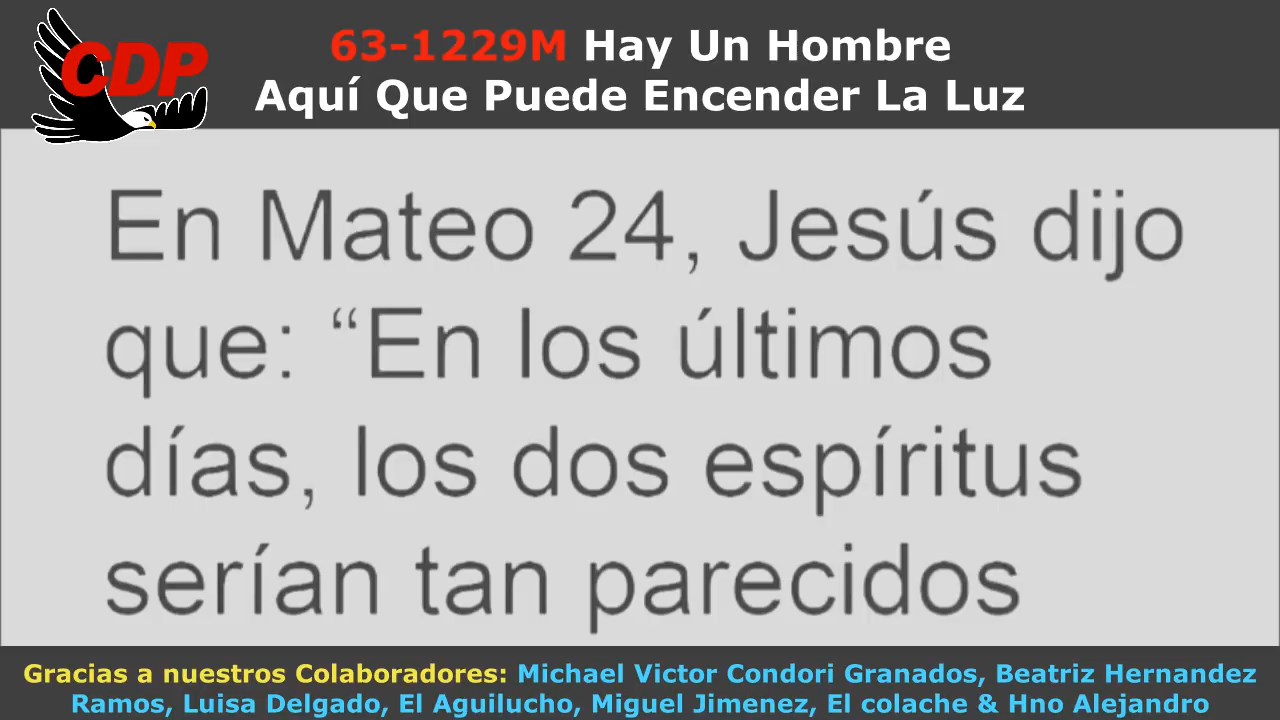 CDP
63-1229M Hay Un Hombre
Aquí Que Puede Encender La Luz
En Mateo 24, Jesús dijo
que: “En los últimos
días, los dos espíritus
serían tan parecidos
Gracias a nuestros Colaboradores: Michael Victor Condori Granados, Beatriz Hernandez
Ramos, Luisa Delgado, El Aguilucho, Miguel Jimenez, El colache & Hno Alejandro